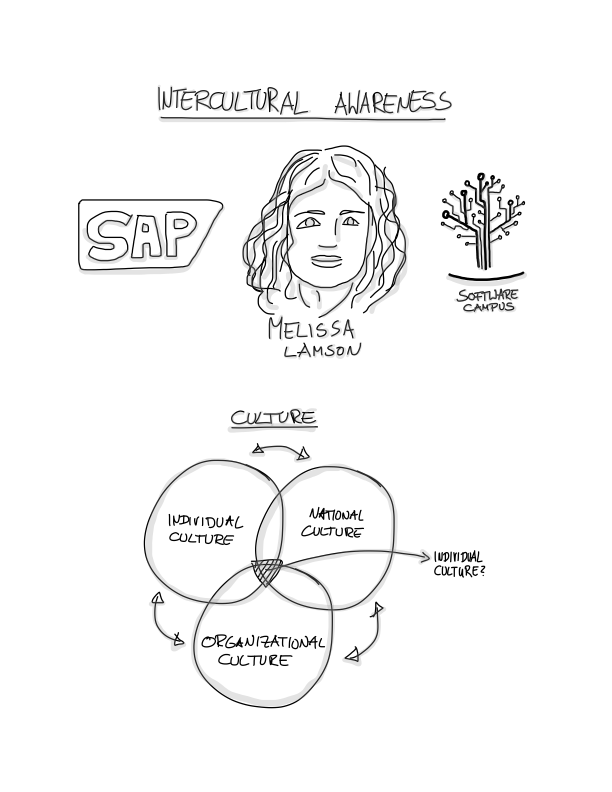 INTERCULTURAL AWARENESS
SAP
MELISSA
LAMSON
SOFTWARE
CAMPUS
CULTURE
INDIVIDUAL
CULTURE
NATIONAL
CULTURE
INDIVIDUAL
CULTURE?
ORGANIZATIONAL
CULTURE